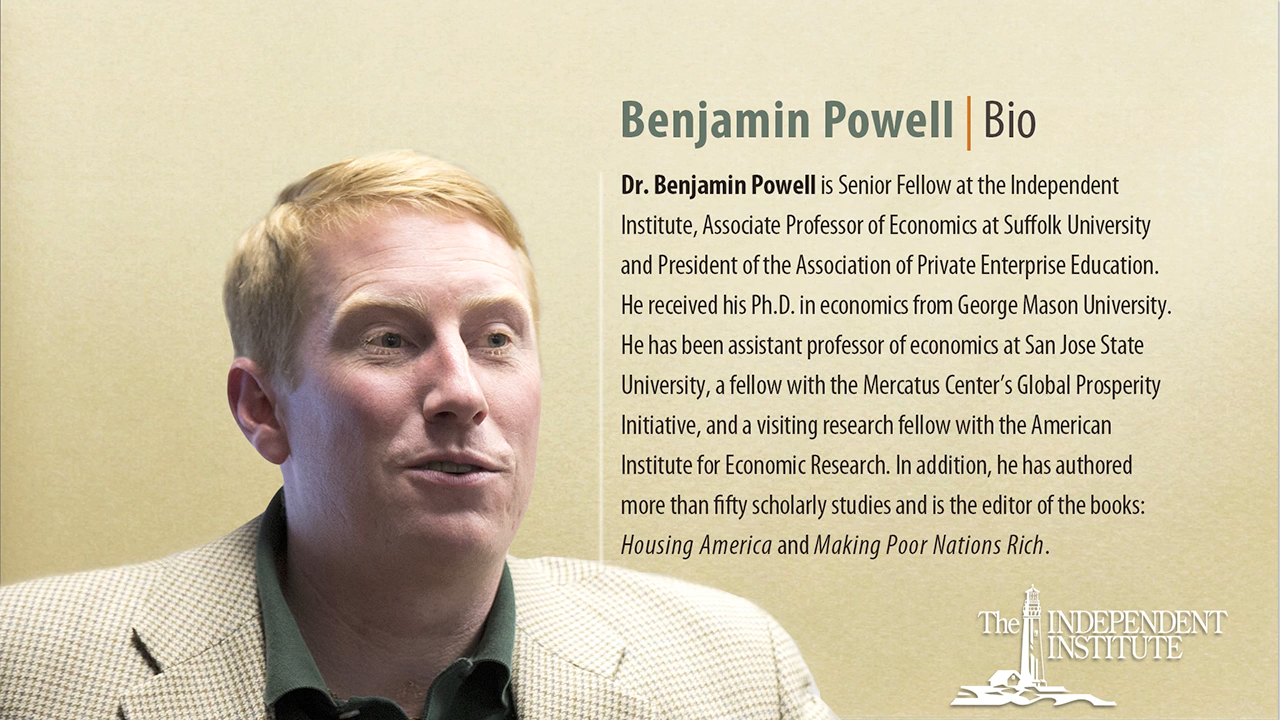 Benjamin Powell | Bio
Dr. Benjamin Powell is Senior Fellow at the Independent
Institute, Associate Professor of Economics at Suffolk University
and President of the Association of Private Enterprise Education.
He received his Ph.D. in economics from George Mason University.
He has been assistant professor of economics at San Jose State
University, a fellow with the Mercatus Center’s Global Prosperity
Initiative, and a visiting research fellow with the American
Institute for Economic Research. In addition, he has authored
more than fifty scholarly studies and is the editor of the books:
Housing America and Making Poor Nations Rich.
The INDEPENDENT
INSTITUTE